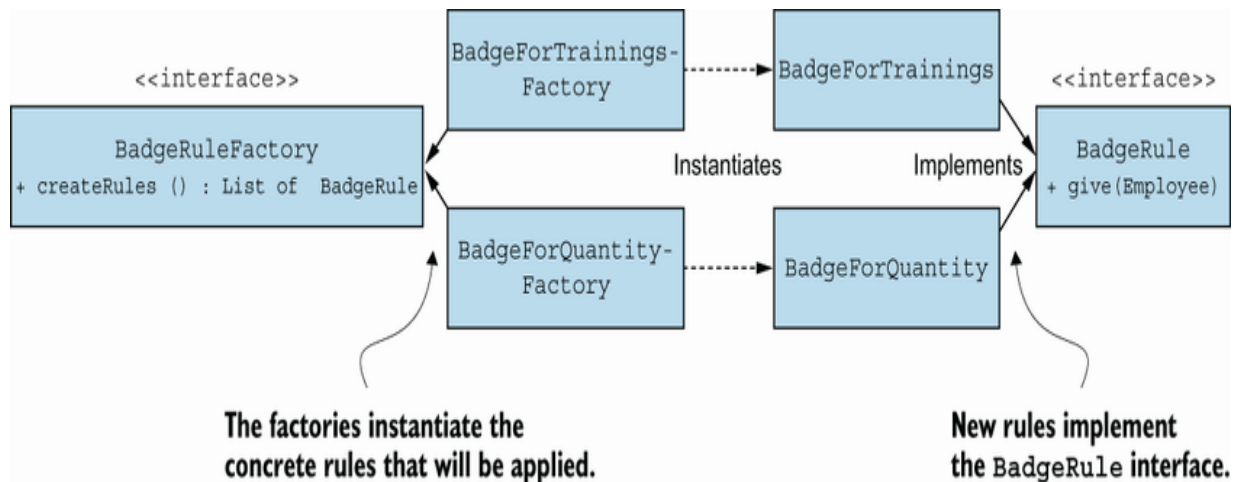 <<interface>>
BadgeRuleFactory
+ createRules () : List of BadgeRule
BadgeForTrainings-
Factory
BadgeForTrainings
<<interface>>
BadgeRule
+ give(Employee)
Instantiates
Implements
BadgeForQuantity-
Factory
BadgeForQuantity
The factories instantiate the
concrete rules that will be applied.
New rules implement
the BadgeRule interface.